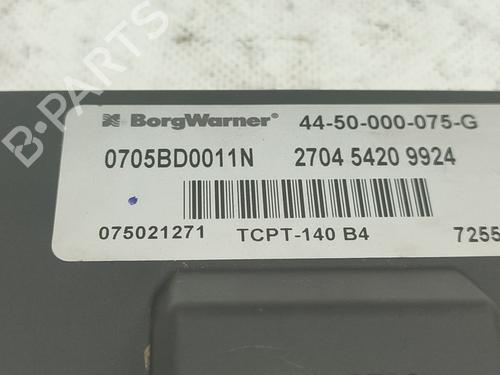 B-PARTS
BorgWarner® 44-50-000-075-G
0705BD0011N 2704 5420 9924
075021271 TCPT-140 B4 7255